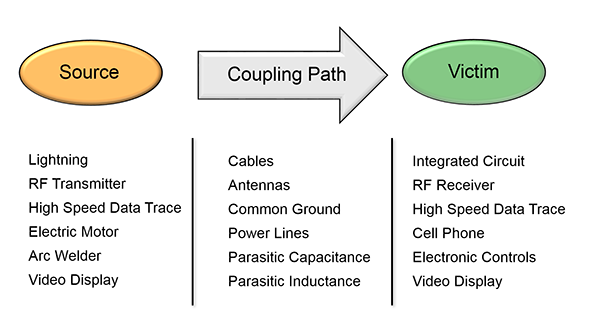 Source
Coupling Path
Victim
Lightning
RF Transmitter
High Speed Data Trace
Electric Motor
Arc Welder
Video Display
Cables
Antennas
Common Ground
Power Lines
Parasitic Capacitance
Parasitic Inductance
Integrated Circuit
RF Receiver
High Speed Data Trace
Cell Phone
Electronic Controls
Video Display